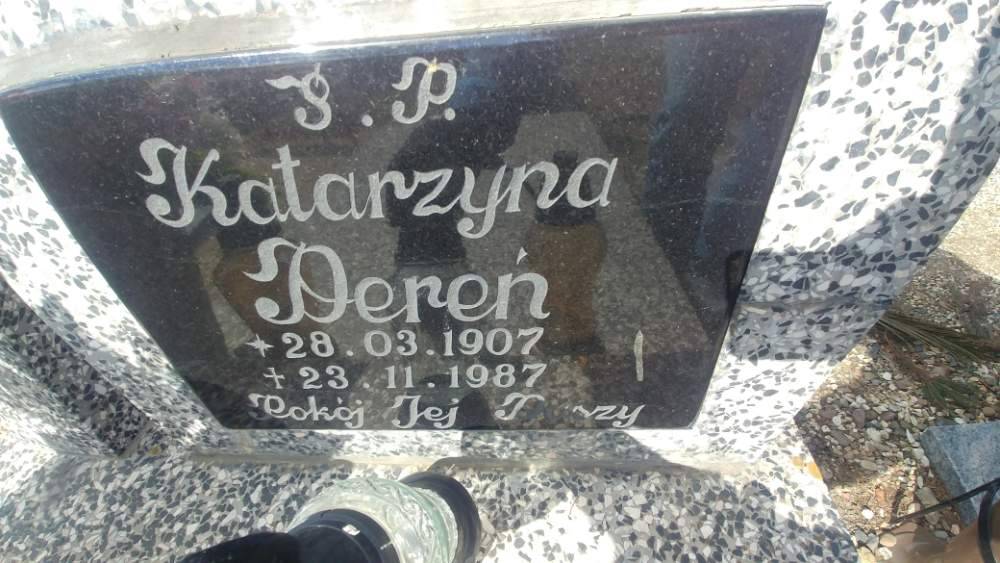 Ś.P.
Katarzyna
Dereń
* 28.03.1907
+ 23.11.1987
Pokój Jej